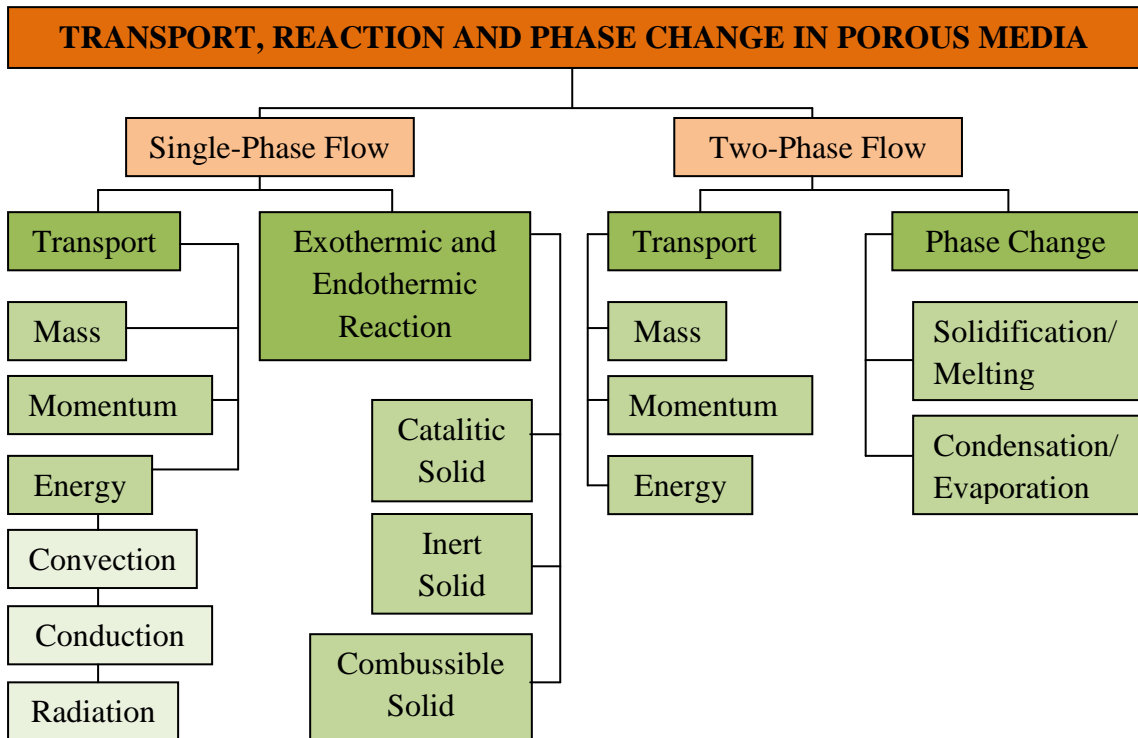 TRANSPORT, REACTION AND PHASE CHANGE IN POROUS MEDIA
Single-Phase Flow
Two-Phase Flow
Transport
Mass
Momentum
Energy
Convection
Conduction
Radiation
Exothermic and
Endothermic
Reaction
Catalitic
Solid
Inert
Solid
Combussible
Solid
Transport
Mass
Momentum
Energy
Phase Change
Solidification/
Melting
Condensation/
Evaporation